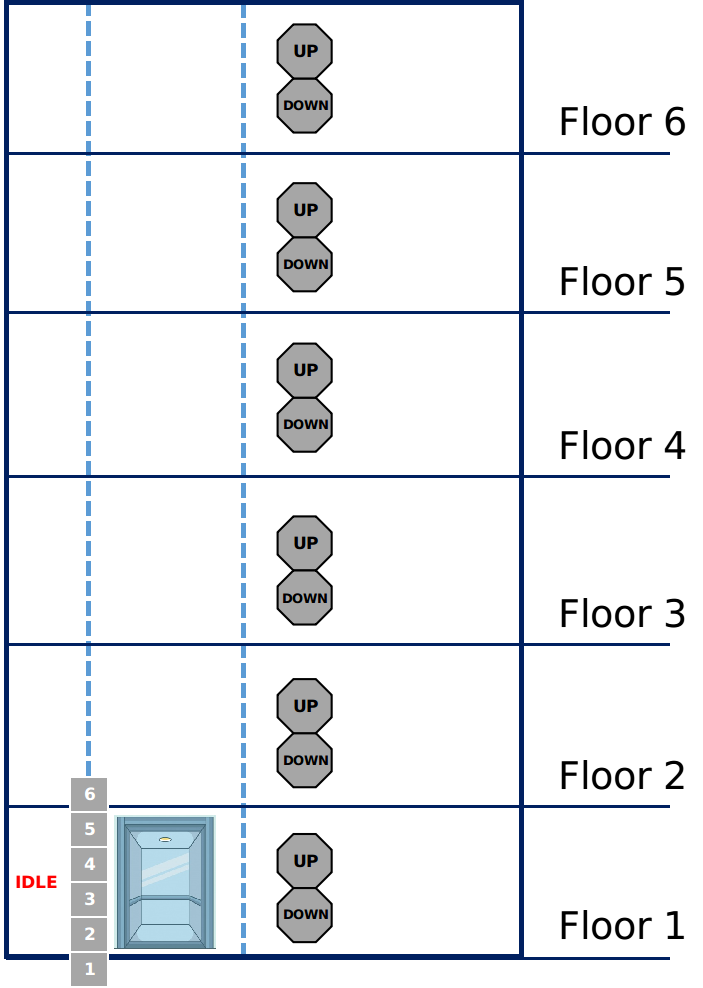 UP
DOWN
Floor 6
UP
DOWN
Floor 5
UP
DOWN
Floor 4
UP
DOWN
Floor 3
UP
DOWN
Floor 2
6
5
4
3
2
1
IDLE
UP
DOWN
Floor 1